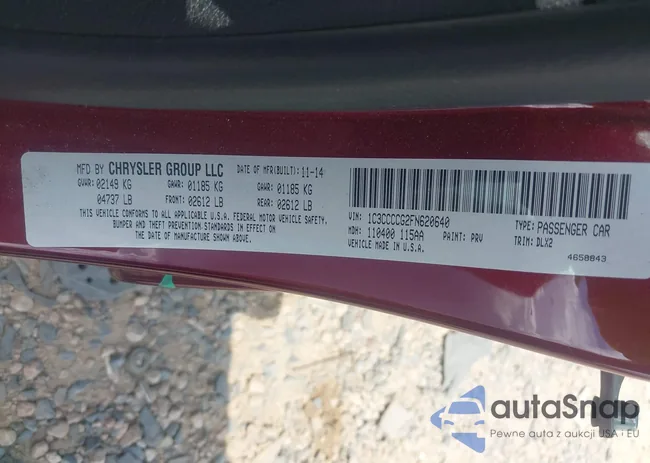 MFD BY CHRYSLER GROUP LLC DATE OF MFR(BUILT): 11-14
GVWR: 02149 KG GAWR: 01185 KG GAWR: 01185 KG
04737 LB FRONT: 02612 LB REAR: 02612 LB
THIS CONFORMS TO ALL APPLICABLE U.S.A. FEDERAL MOTOR VEHICLE SAFETY,
BUMPER AND THEFT PREVENTION STANDARDS IN EFFECT ON
THE DATE OF MANUFACTURE SHOWN ABOVE.
VIN: 1C3CCCCG2FN620640 TYPE: PASSENGER CAR
MDH: 110400 115AA PAINT: PRV TRIM: DLX2
VEHICLE MADE IN U.S.A. 4658843
autaSnap
Pewne auta z aukcji USA i EU